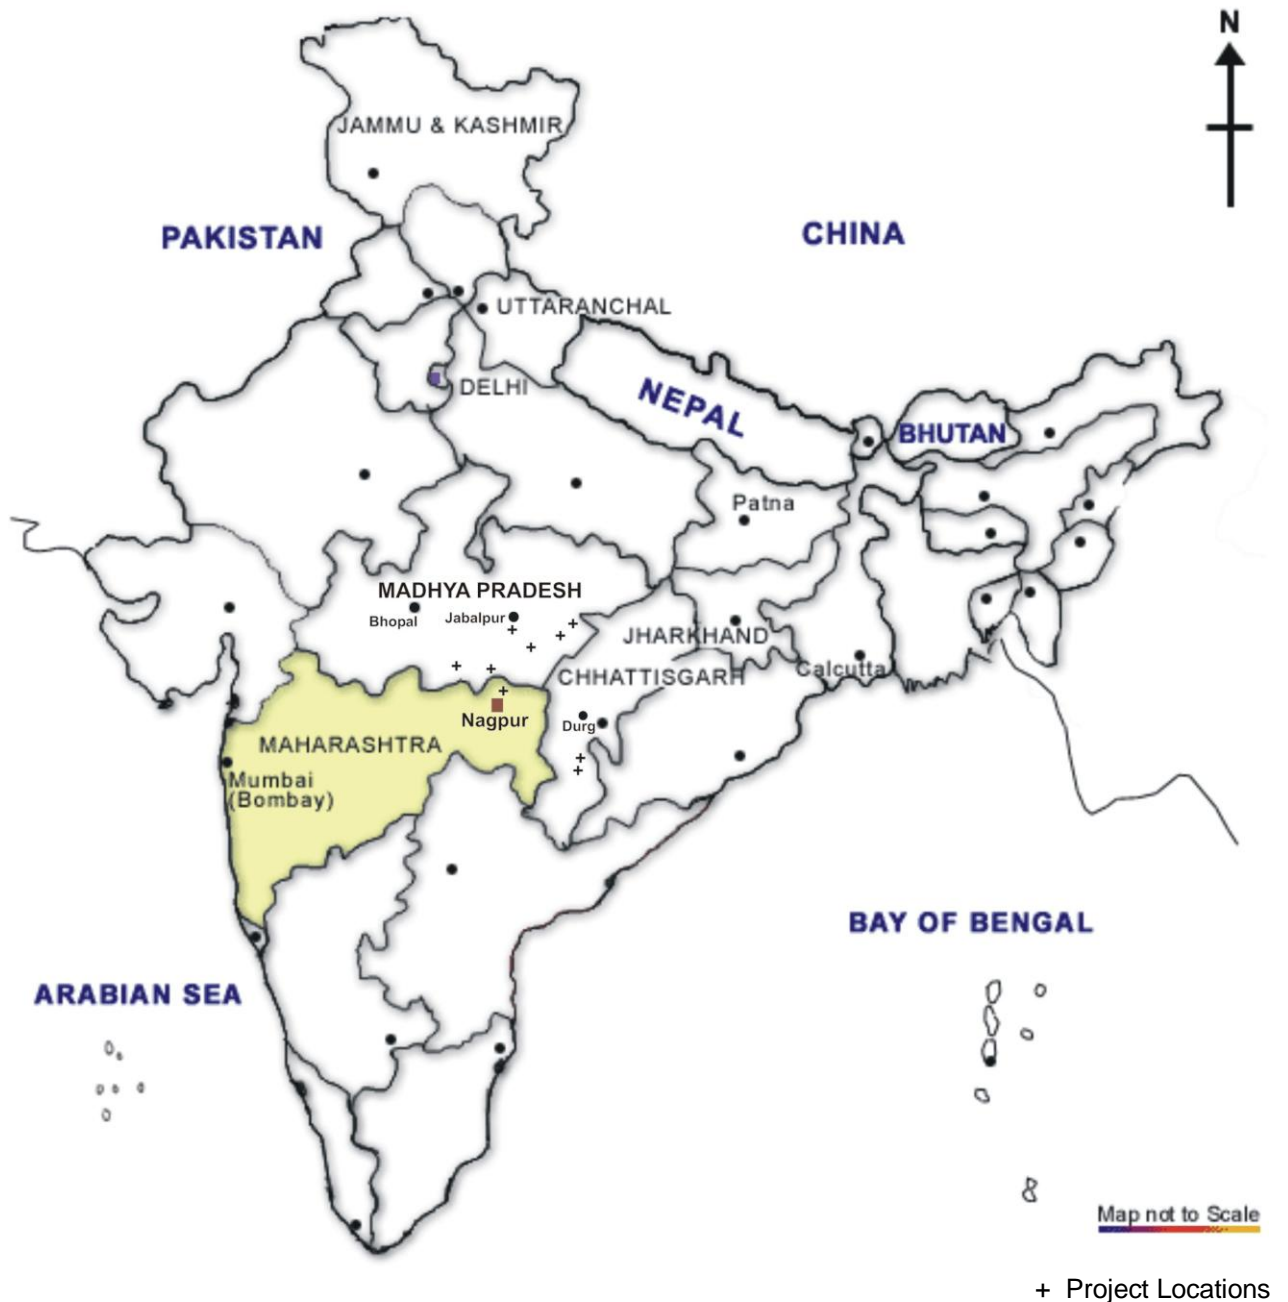 N
JAMMU & KASHMIR
PAKISTAN
CHINA
UTTARANCHAL
DELHI
NEPAL
BHUTAN
Patna
MADHYA PRADESH
Bhopal
Jabalpur
JHARKHAND
CHHATTISGARH
Calcutta
Nagpur
Durg
MAHARASHTRA
Mumbai
(Bombay)
BAY OF BENGAL
ARABIAN SEA
Map not to Scale
+ Project Locations